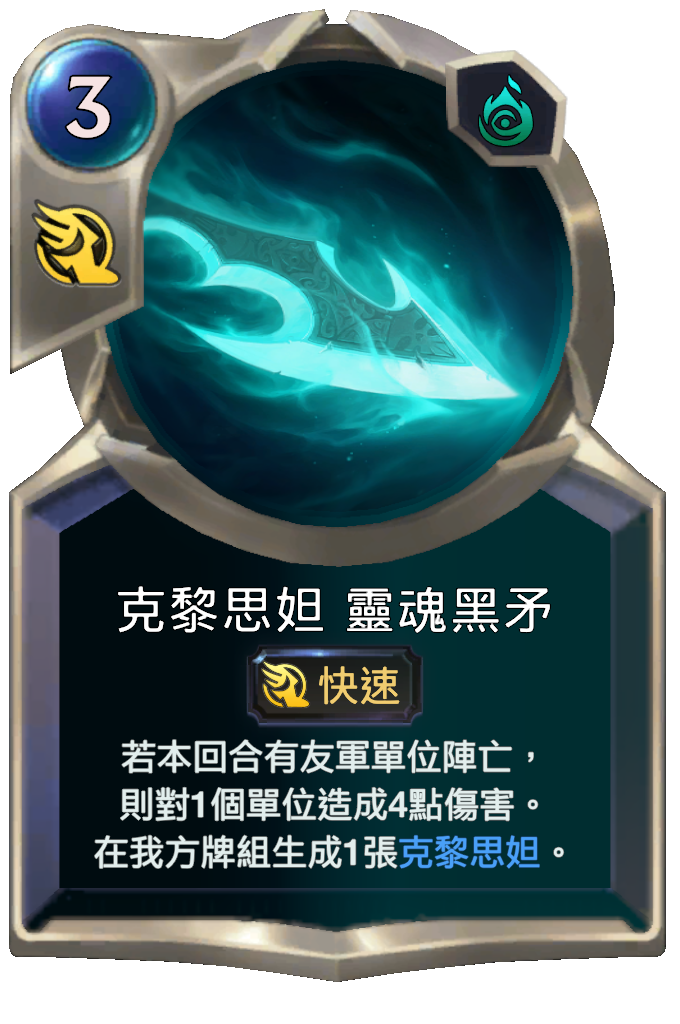 3
克黎思妲 靈魂黑矛
快速
若本回合有友軍單位陣亡，
則對1個單位造成4點傷害。
在我方牌組生成1張克黎思妲。